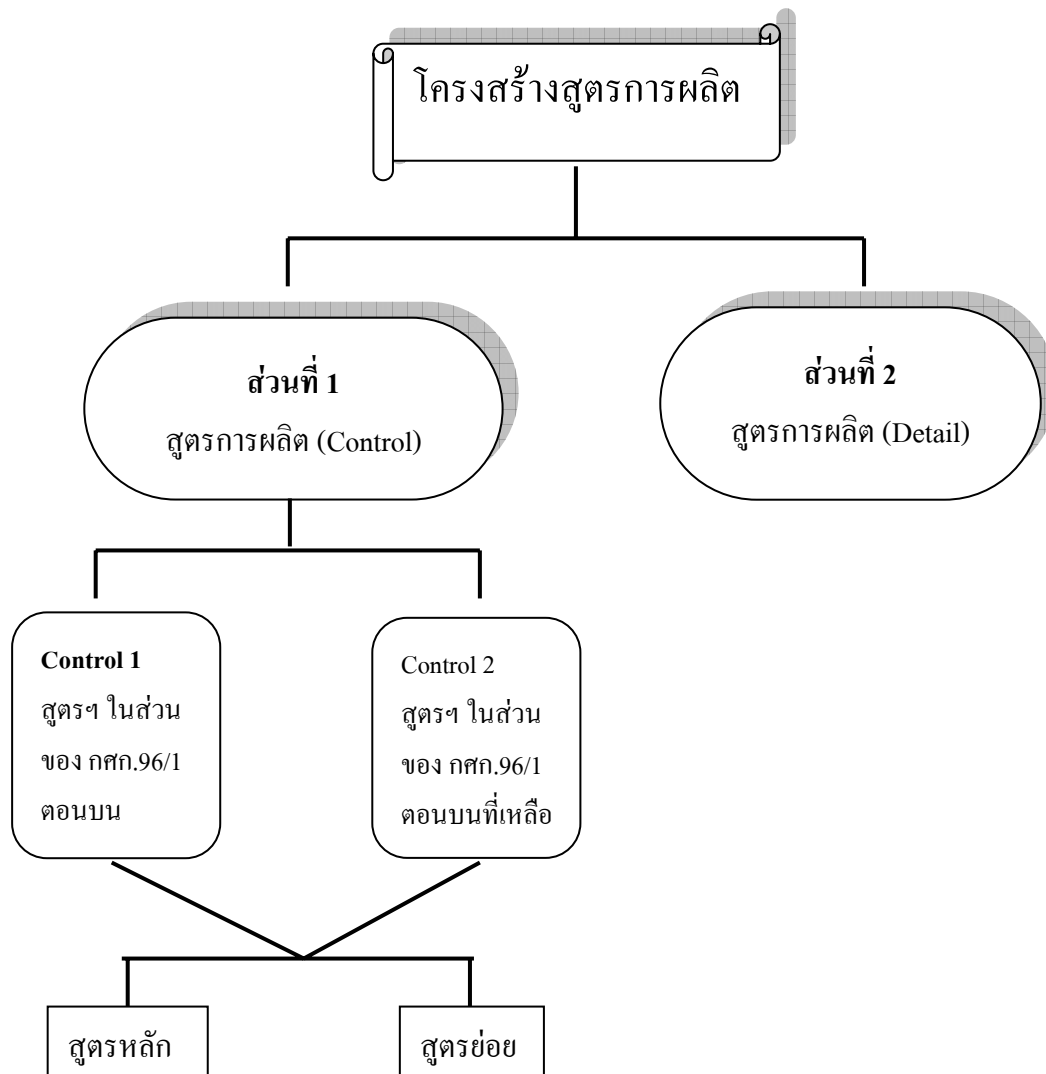 โครงสร้างสูตรการผลิต
ส่วนที่ 1
สูตรการผลิต (Control)
ส่วนที่ 2
สูตรการผลิต (Detail)
Control 1
สูตรฯ ในส่วน
ของ กศก.96/1
ตอนบน
Control 2
สูตรฯ ในส่วน
ของ กศก.96/1
ตอนบนที่เหลือ
สูตรหลัก
สูตรย่อย